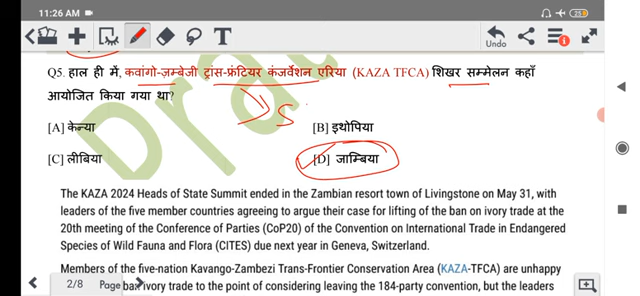 11:26 AM
25
T
Undo
Q5. हाल ही में, कवांगो-ज़म्बेजी ट्रांस-फ्रंटियर कंजर्वेशन एरिया (KAZA TFCA) शिखर सम्मेलन कहाँ
आयोजित किया गया था?
S
[A] केन्या
[B] इथोपिया
[C] लीबिया
[D] जाम्बिया
Draft
The KAZA 2024 Heads of State Summit ended in the Zambian resort town of Livingstone on May 31, with
leaders of the five member countries agreeing to argue their case for lifting of the ban on ivory trade at the
20th meeting of the Conference of Parties (CoP20) of the Convention on International Trade in Endangered
Species of Wild Fauna and Flora (CITES) due next year in Geneva, Switzerland.
Members of the five-nation Kavango-Zambezi Trans-Frontier Conservation Area (KAZA-TFCA) are unhappy
2/8 Page
ba ivory trade to the point of considering leaving the 184-party convention, but the leaders